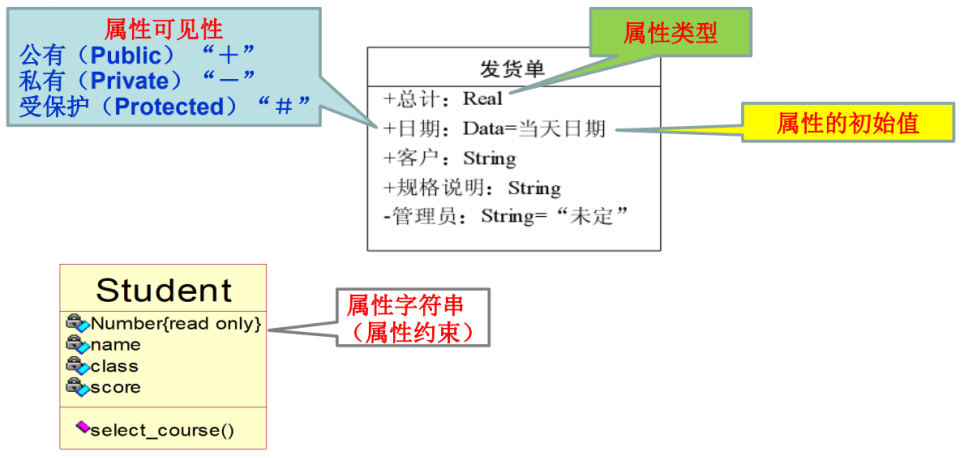 属性可见性
公有（Public）“＋”
私有（Private）“－”
受保护（Protected）“＃”
属性类型
发货单
+总计：Real
+日期：Data=当天日期
+客户：String
+规格说明：String
-管理员：String=“未定”
属性的初始值
Student
Number{read only}
name
class
score
select_course()
属性字符串
（属性约束）